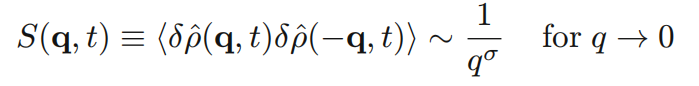 S(𝐪, t) ≡ ⟨δρ̂(𝐪, t)δρ̂(−𝐪, t)⟩ ∼ 1/q^σ for q → 0